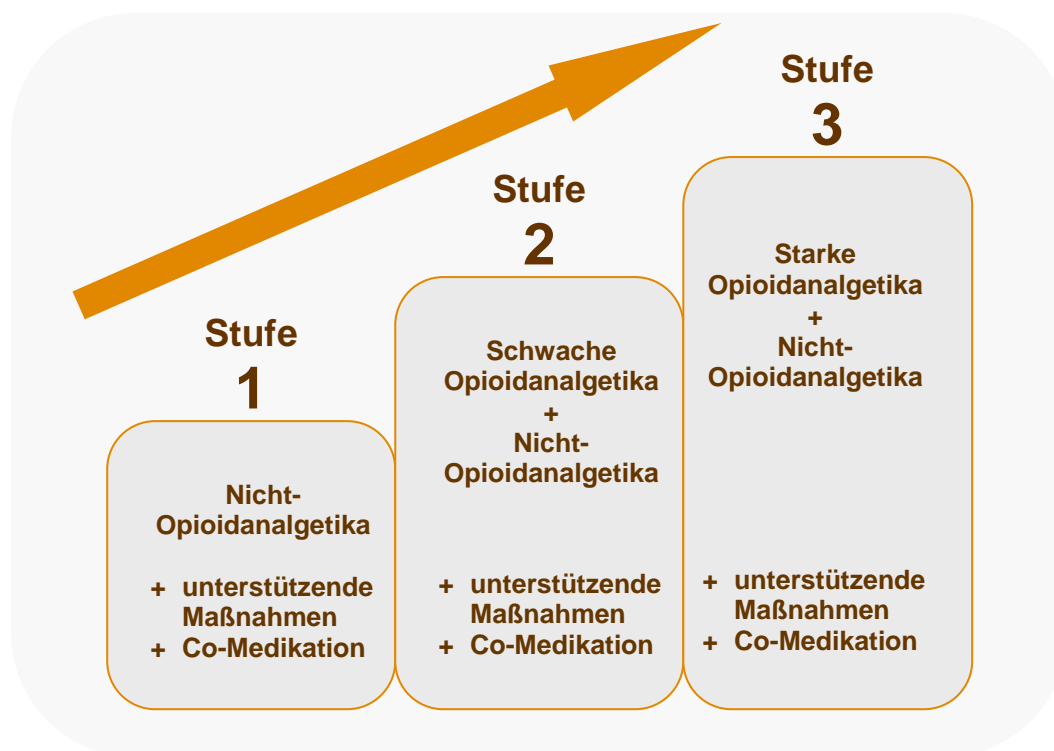 Stufe
1
Nicht-
Opioidanalgetika
+ unterstützende
Maßnahmen
+ Co-Medikation
Stufe
2
Schwache
Opioidanalgetika
+
Nicht-
Opioidanalgetika
+ unterstützende
Maßnahmen
+ Co-Medikation
Stufe
3
Starke
Opioidanalgetika
+
Nicht-
Opioidanalgetika
+ unterstützende
Maßnahmen
+ Co-Medikation